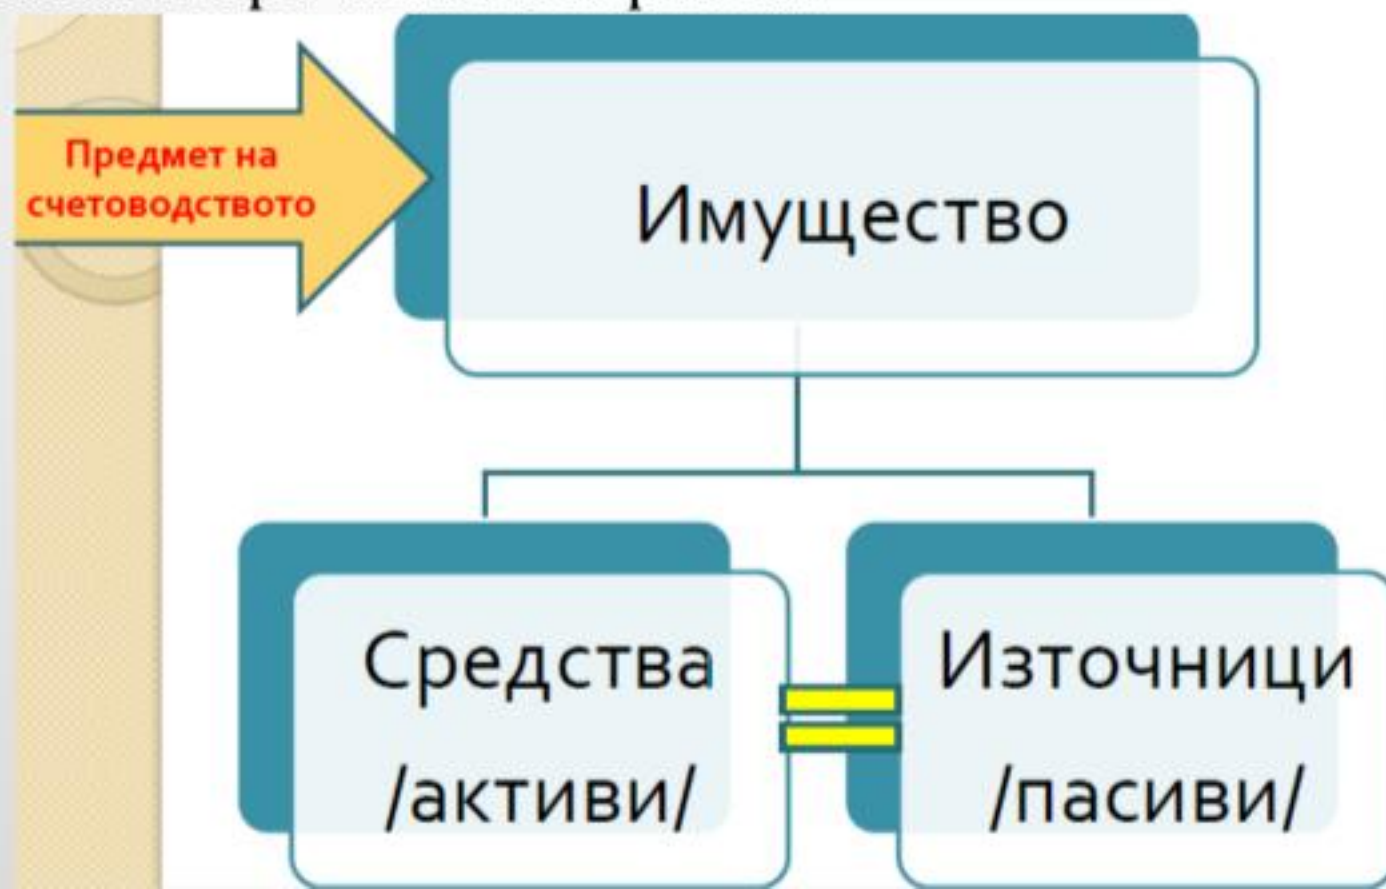 Предмет на
счетоводството
Имущество
Средства
/активи/
=
Източници
/пасиви/